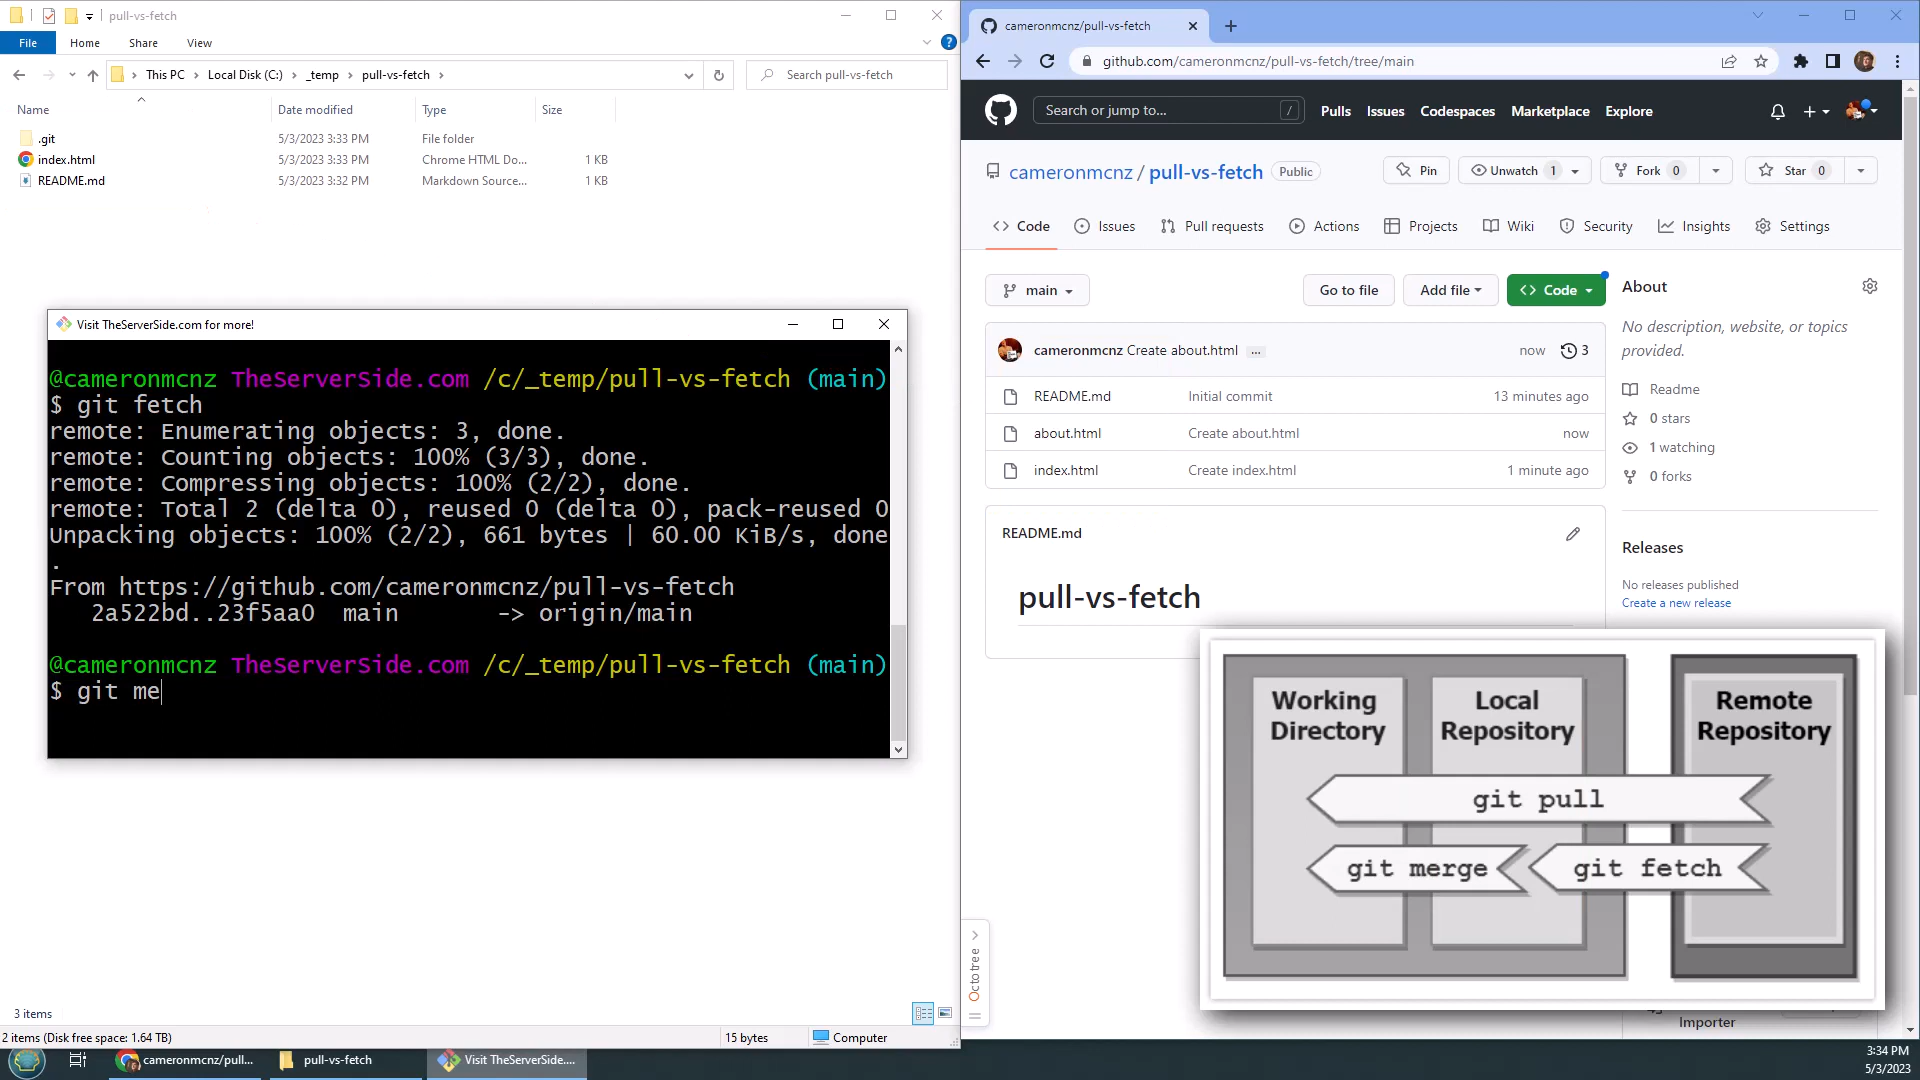 pull-vs-fetch
File
Home
Share
View
?
This PC
Local Disk (C:)
_temp
pull-vs-fetch
Search pull-vs-fetch
Name
Date modified
Type
Size
.git
5/3/2023 3:33 PM
File folder
index.html
5/3/2023 3:33 PM
Chrome HTML Do...
1 KB
README.md
5/3/2023 3:32 PM
Markdown Source...
1 KB
Visit TheServerSide.com for more!
@cameronmcnz TheServerSide.com /c/_temp/pull-vs-fetch (main)
$ git fetch
remote: Enumerating objects: 3, done.
remote: Counting objects: 100% (3/3), done.
remote: Compressing objects: 100% (2/2), done.
remote: Total 2 (delta 0), reused 0 (delta 0), pack-reused 0
Unpacking objects: 100% (2/2), 661 bytes | 60.00 KiB/s, done
.
From https://github.com/cameronmcnz/pull-vs-fetch
2a522bd..23f5aa0  main       -> origin/main
@cameronmcnz TheServerSide.com /c/_temp/pull-vs-fetch (main)
$ git me
3 items
2 items (Disk free space: 1.64 TB)
15 bytes
Computer
cameronmcnz/pull-vs-fetch
github.com/cameronmcnz/pull-vs-fetch/tree/main
Search or jump to...
/
Pulls
Issues
Codespaces
Marketplace
Explore
cameronmcnz / pull-vs-fetch
Public
Pin
Unwatch 1
Fork 0
Star 0
Code
Issues
Pull requests
Actions
Projects
Wiki
Security
Insights
Settings
main
Go to file
Add file
Code
cameronmcnz Create about.html ...
now
3
README.md
Initial commit
13 minutes ago
about.html
Create about.html
now
index.html
Create index.html
1 minute ago
README.md
pull-vs-fetch
About
No description, website, or topics
provided.
Readme
0 stars
1 watching
0 forks
Releases
No releases published
Create a new release
Working
Directory
Local
Repository
Remote
Repository
git pull
git merge
git fetch
Importer
Octotree
cameronmcnz/pull...
pull-vs-fetch
Visit TheServerSide....
3:34 PM
5/3/2023